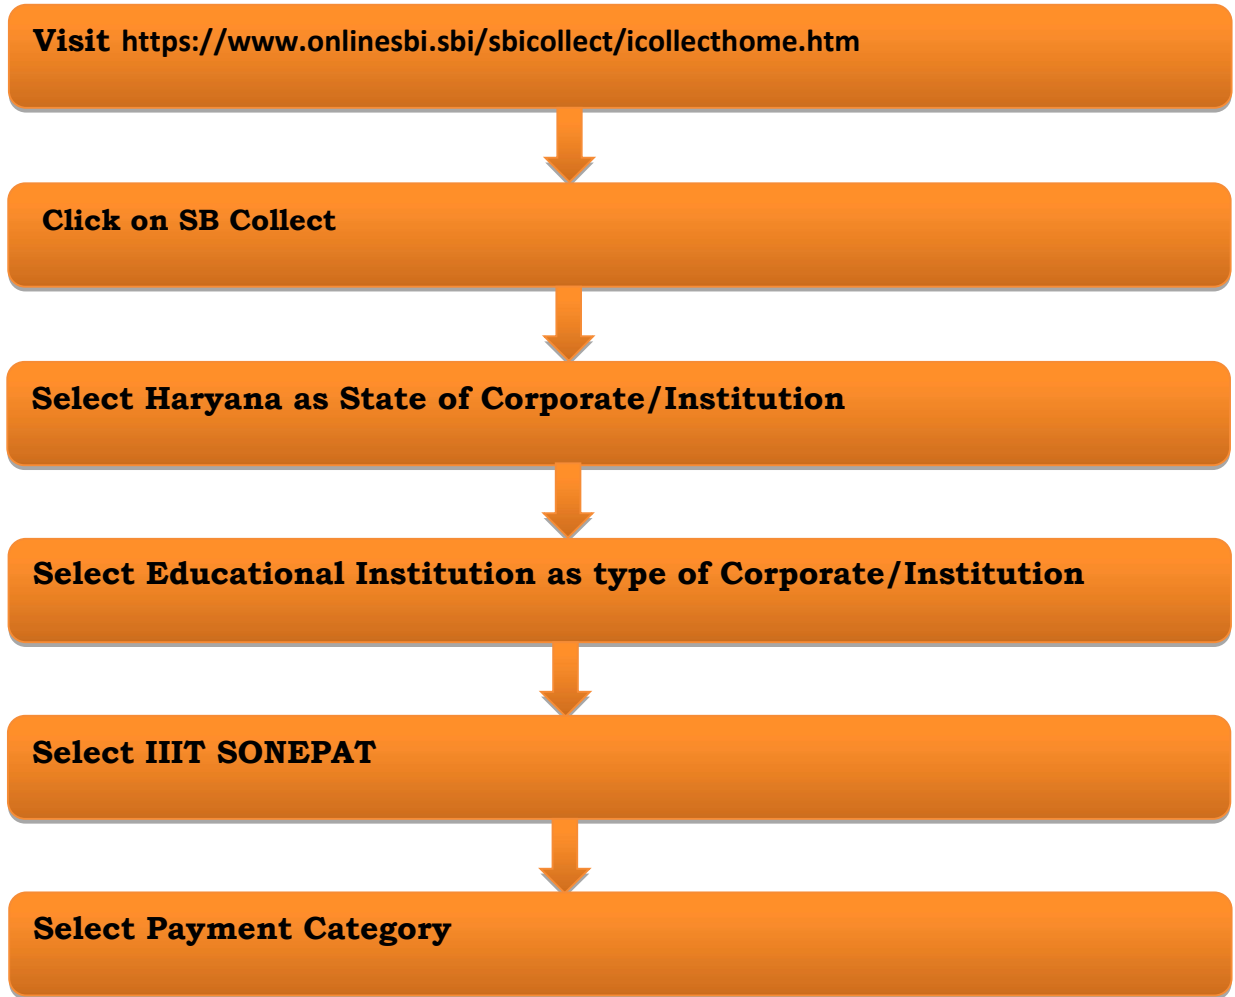 Visit https://www.onlinesbi.sbi/sbicollect/icollecthome.htm
Click on SB Collect
Select Haryana as State of Corporate/Institution
Select Educational Institution as type of Corporate/Institution
Select IIIT SONEPAT
Select Payment Category